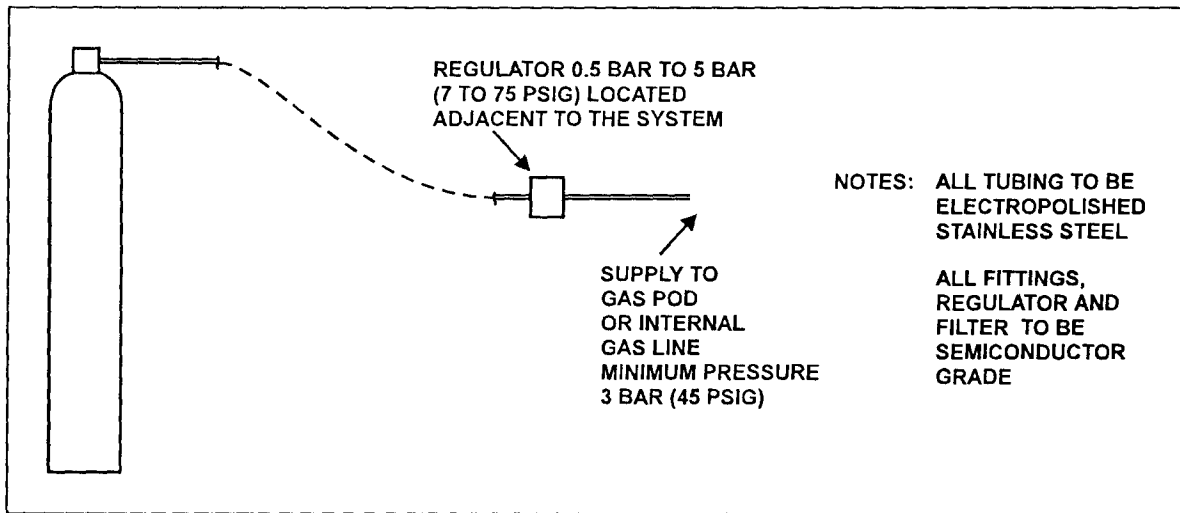 REGULATOR 0.5 BAR TO 5 BAR
(7 TO 75 PSIG) LOCATED
ADJACENT TO THE SYSTEM
SUPPLY TO
GAS POD
OR INTERNAL
GAS LINE
MINIMUM PRESSURE
3 BAR (45 PSIG)
NOTES: ALL TUBING TO BE
ELECTROPOLISHED
STAINLESS STEEL
ALL FITTINGS,
REGULATOR AND
FILTER TO BE
SEMICONDUCTOR
GRADE